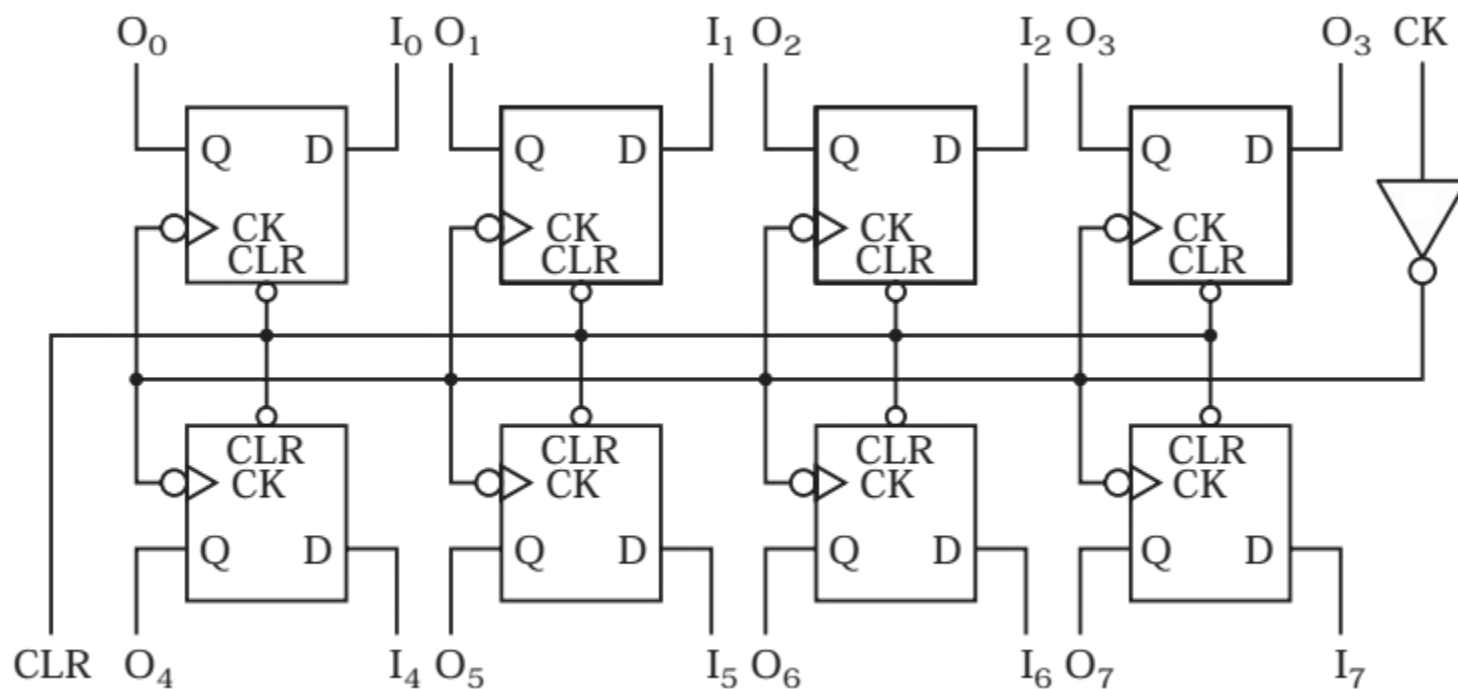 O₀ I₀ O₁ I₁ O₂ I₂ O₃ O₃ CK
Q D Q D Q D Q D
CK CK CK CK
CLR CLR CLR CLR
CLR CLR CLR CLR
CK CK CK CK
Q D Q D Q D Q D
CLR O₄ I₄ O₅ I₅ O₆ I₆ O₇ I₇